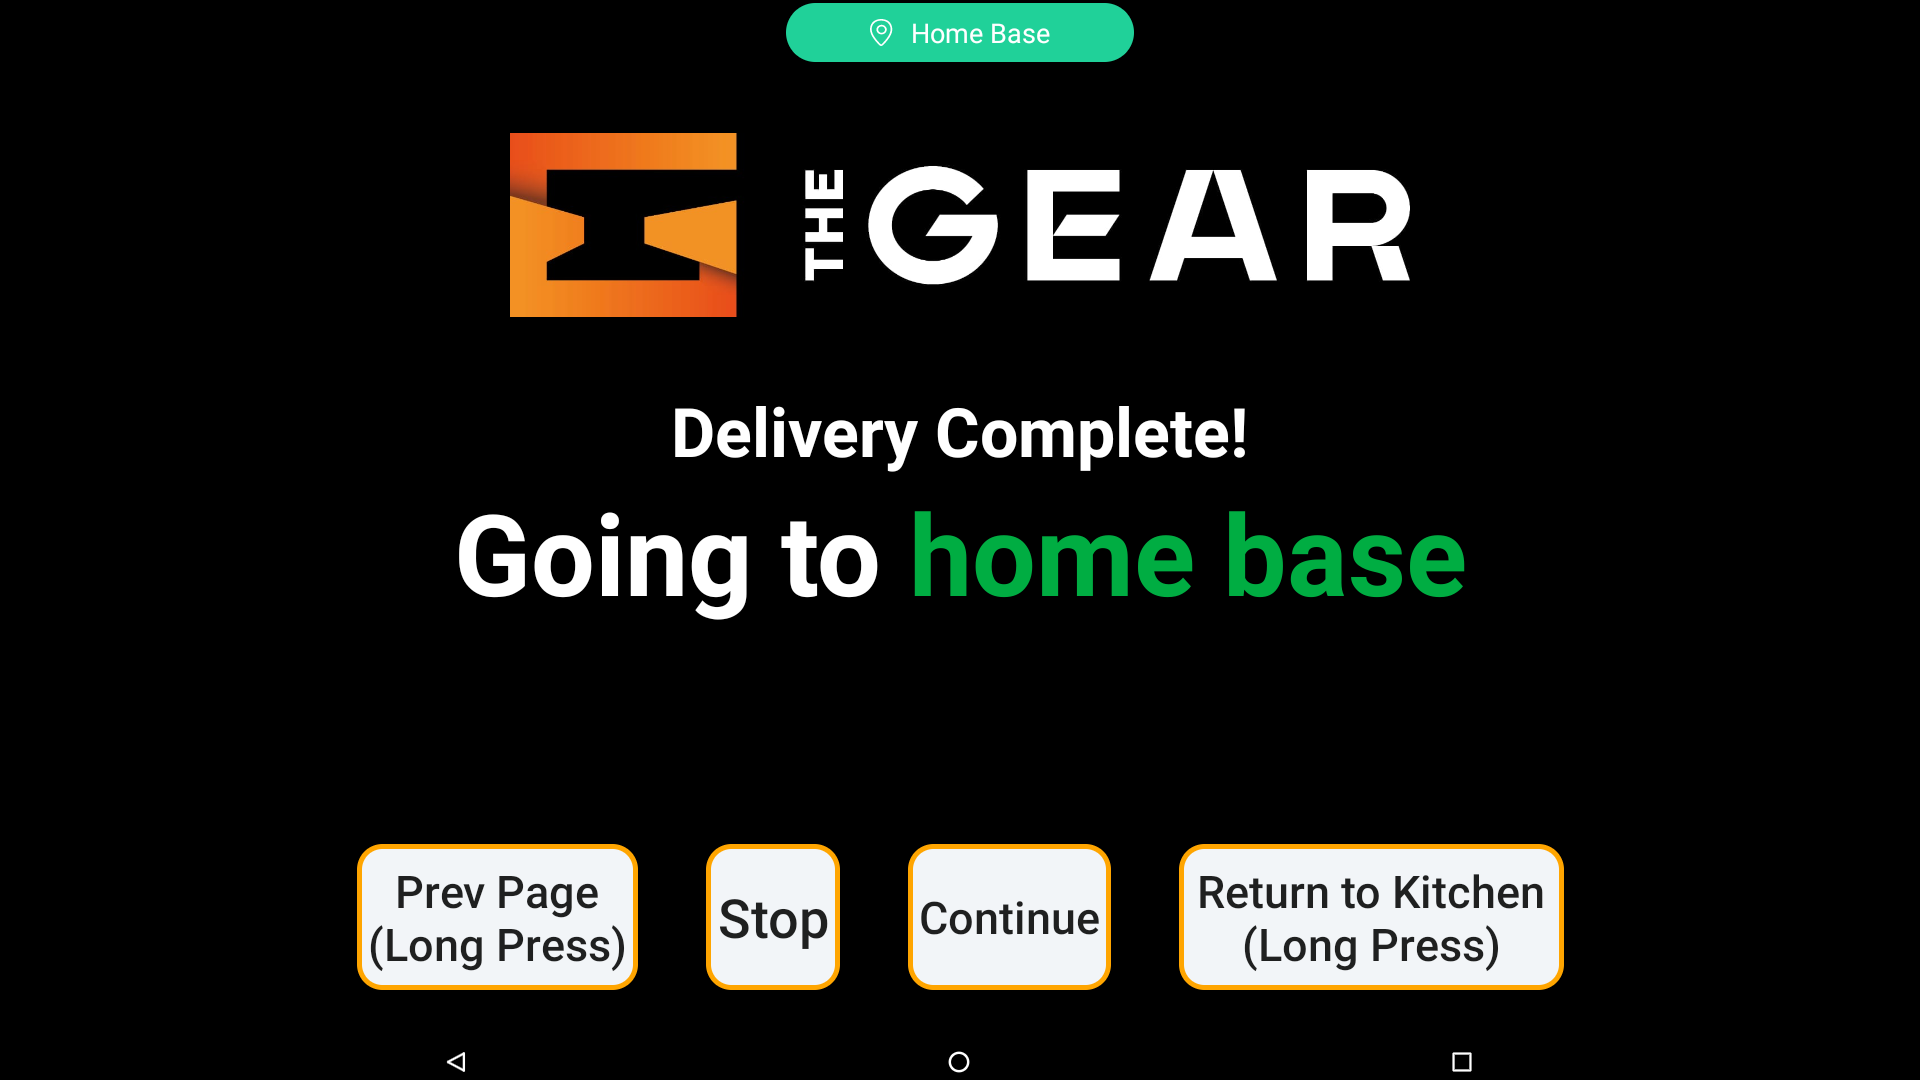 Home Base
THE GEAR
Delivery Complete!
Going to home base
Prev Page
(Long Press)
Stop
Continue
Return to Kitchen
(Long Press)